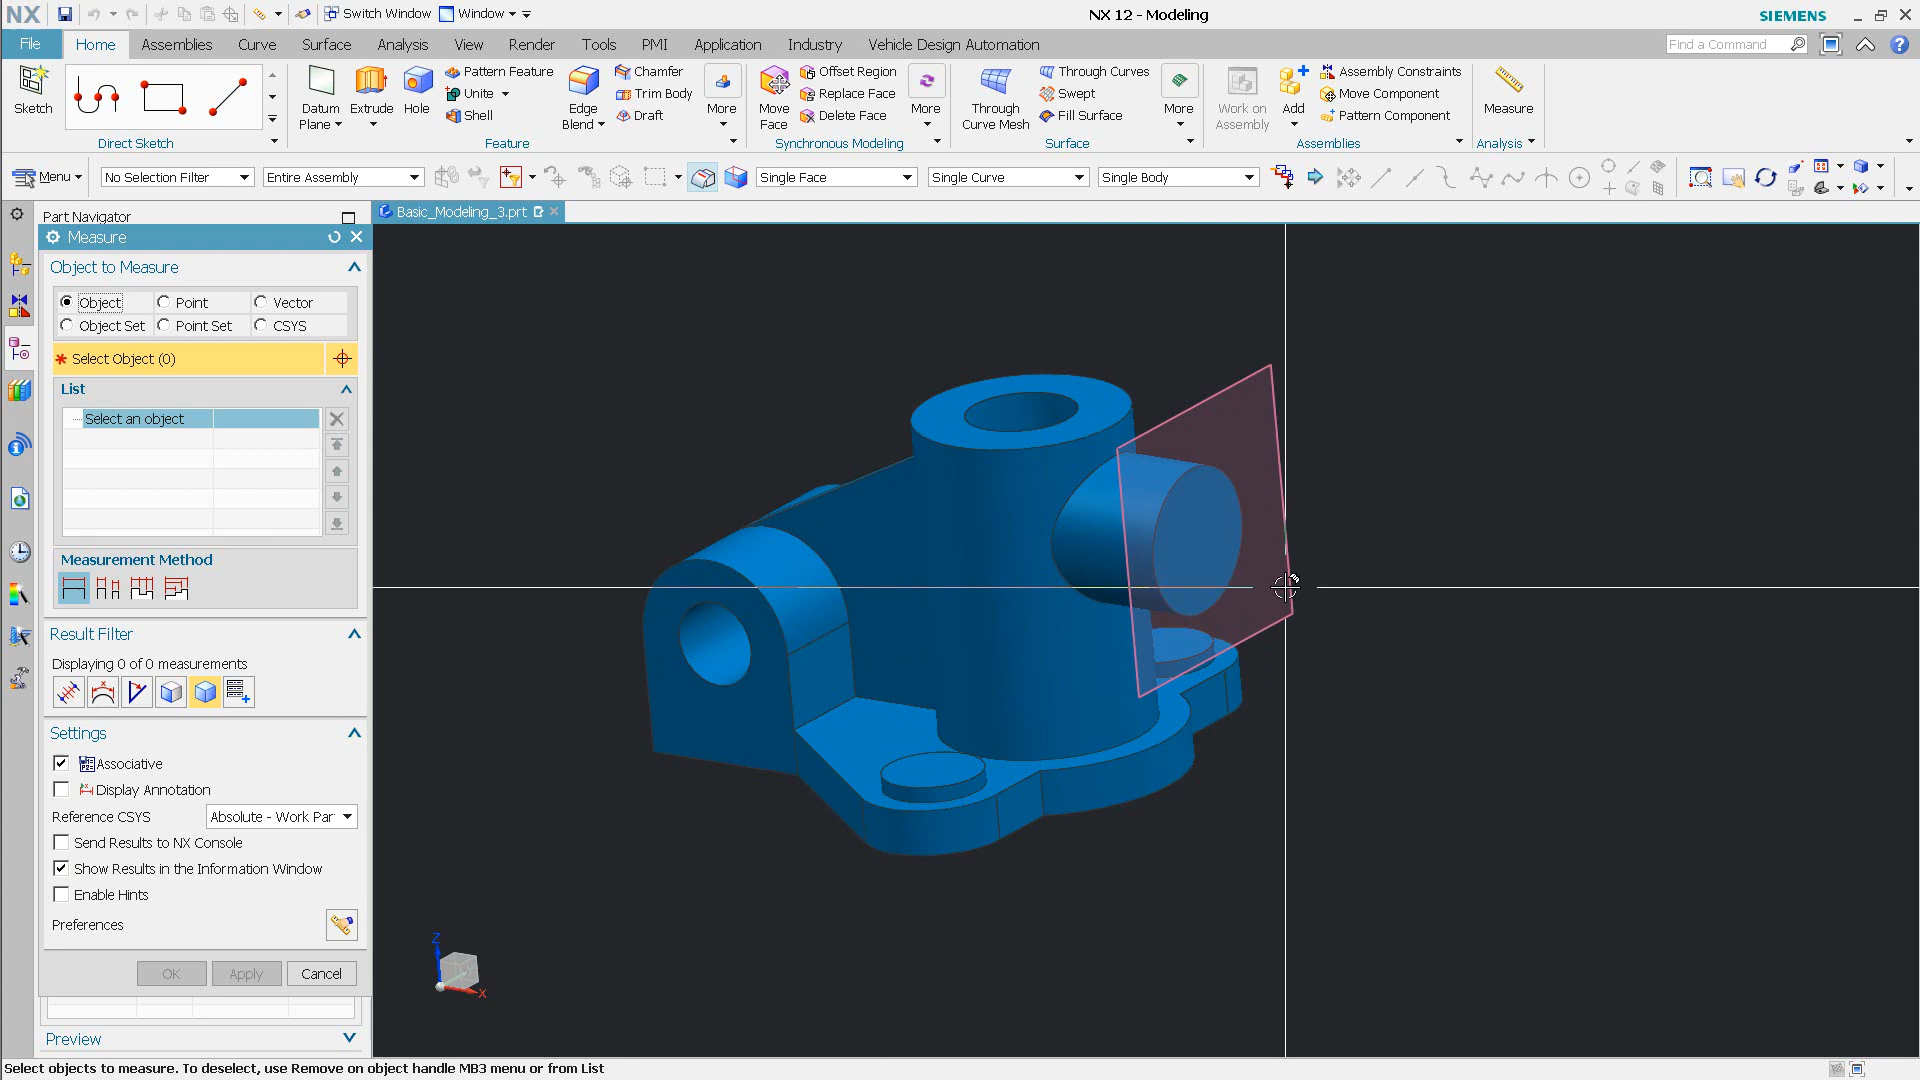 NX Switch Window Window NX 12 - Modeling SIEMENS
File Home Assemblies Curve Surface Analysis View Render Tools PMI Application Industry Vehicle Design Automation Find a Command
Sketch
Direct Sketch
Datum Plane
Extrude
Hole
Pattern Feature
Unite
Shell
Edge Blend
Chamfer
Trim Body
Draft
More
Feature
Move Face
Offset Region
Replace Face
Delete Face
More
Synchronous Modeling
Through Curve Mesh
Through Curves
Swept
Fill Surface
More
Surface
Work on Assembly
Add
Assembly Constraints
Move Component
Pattern Component
Assemblies
Measure
Analysis
Menu No Selection Filter Entire Assembly Single Face Single Curve Single Body
Part Navigator Basic_Modeling_3.prt
Measure
Object to Measure
Object Point Vector
Object Set Point Set CSYS
* Select Object (0)
List
Select an object
Measurement Method
Result Filter
Displaying 0 of 0 measurements
Settings
Associative
Display Annotation
Reference CSYS Absolute - Work Par
Send Results to NX Console
Show Results in the Information Window
Enable Hints
Preferences
OK Apply Cancel
Preview
Z
X
Select objects to measure. To deselect, use Remove on object handle MB3 menu or from List